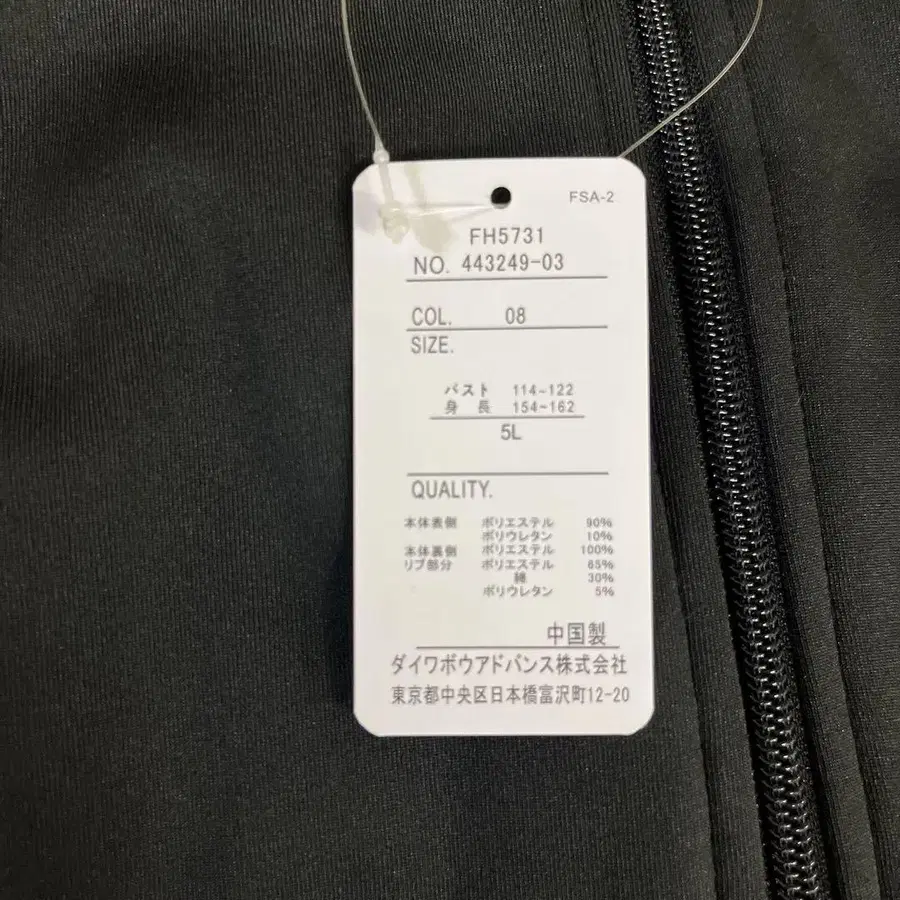 FSA-2
FH5731
NO. 443249-03
COL. 08
SIZE.
バスト 114~122
身長 154~162
5L
QUALITY.
本体表側 ポリエステル 90%
ポリウレタン 10%
本体裏側 ポリエステル 100%
リブ部分 ポリエステル 65%
綿 30%
ポリウレタン 5%
中国製
ダイワボウアドバンス株式会社
東京都中央区日本橋富沢町12-20